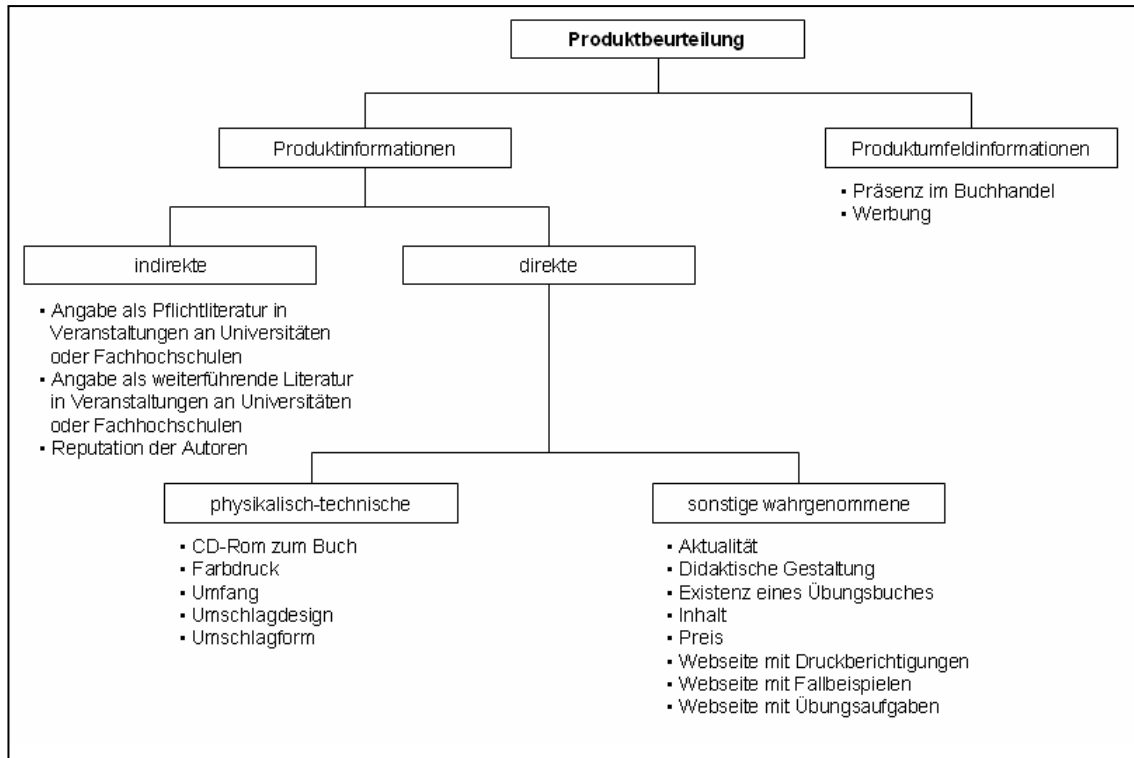 Produktbeurteilung
Produktinformationen
Produktumfeldinformationen
▪ Präsenz im Buchhandel
▪ Werbung
indirekte
direkte
▪ Angabe als Pflichtliteratur in
Veranstaltungen an Universitäten
oder Fachhochschulen
▪ Angabe als weiterführende Literatur
in Veranstaltungen an Universitäten
oder Fachhochschulen
▪ Reputation der Autoren
physikalisch-technische
▪ CD-Rom zum Buch
▪ Farbdruck
▪ Umfang
▪ Umschlagdesign
▪ Umschlagform
sonstige wahrgenommene
▪ Aktualität
▪ Didaktische Gestaltung
▪ Existenz eines Übungsbuches
▪ Inhalt
▪ Preis
▪ Webseite mit Druckberichtigungen
▪ Webseite mit Fallbeispielen
▪ Webseite mit Übungsaufgaben